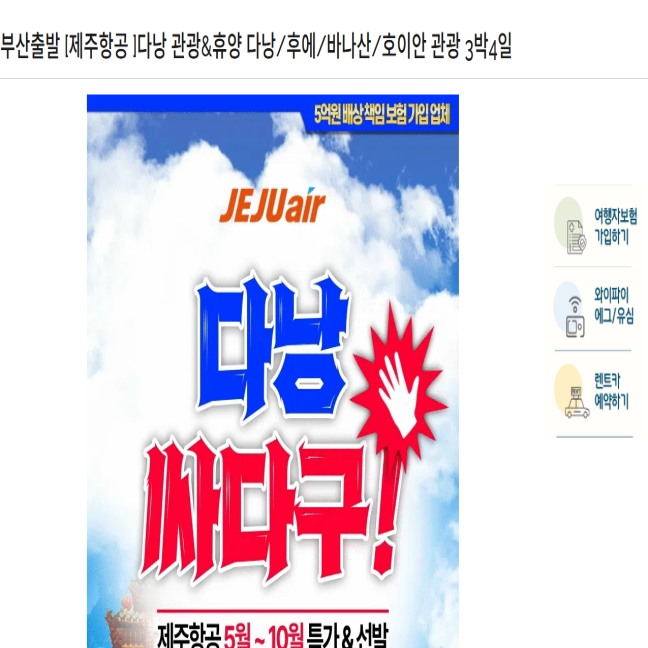 부산출발 [제주항공 ]다낭 관광&휴양 다낭/후에/바나산/호이안 관광 3박4일
5억원 배상 책임 보험 가입 업체
JEJUair
다낭
싸다구!
제주항공 5월 ~ 10월 특가 & 선발
여행자보험
가입하기
와이파이
에그/유심
렌트카
예약하기